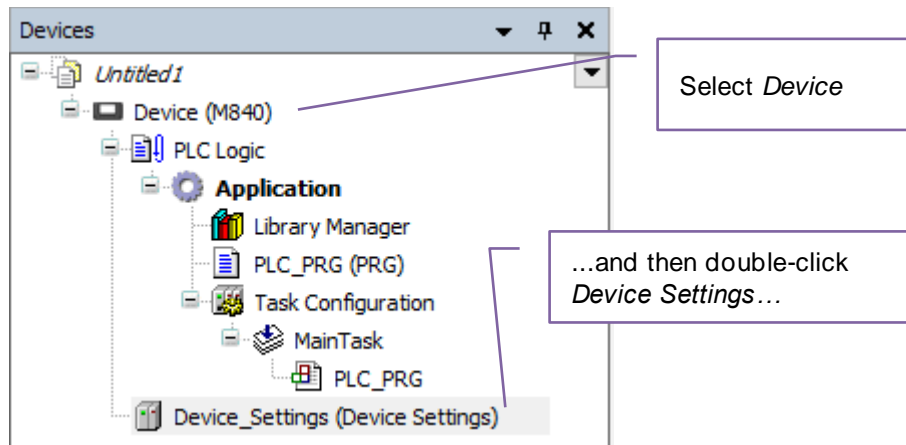 Devices
Untitled1
Device (M840)
Select Device
PLC Logic
Application
Library Manager
PLC_PRG (PRG)
...and then double-click
Device Settings…
Task Configuration
MainTask
PLC_PRG
Device_Settings (Device Settings)